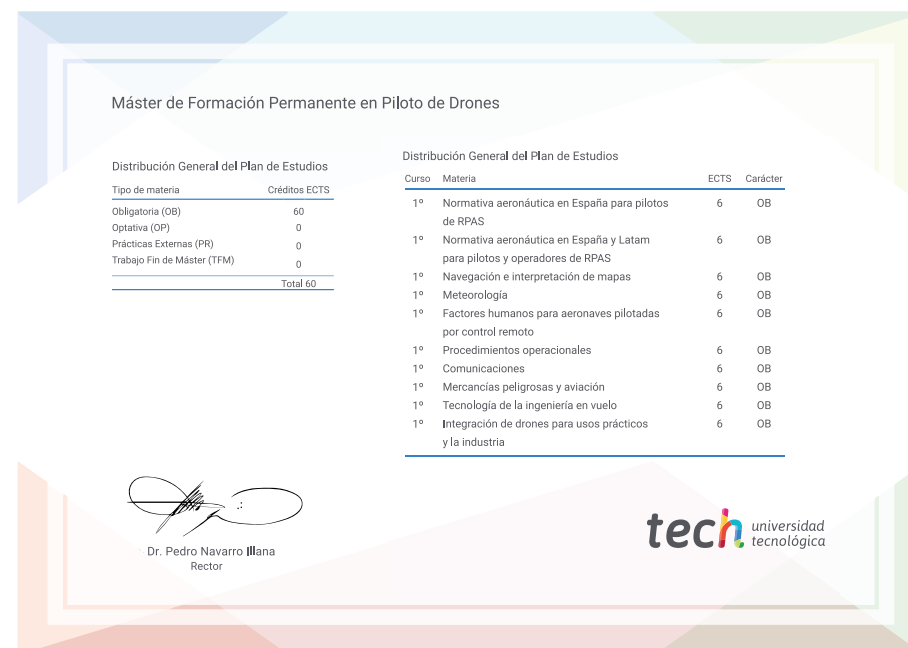 Máster de Formación Permanente en Piloto de Drones
Distribución General del Plan de Estudios
Tipo de materia Créditos ECTS
Obligatoria (OB) 60
Optativa (OP) 0
Prácticas Externas (PR) 0
Trabajo Fin de Máster (TFM) 0
Total 60
Distribución General del Plan de Estudios
Curso Materia ECTS Carácter
1º Normativa aeronáutica en España para pilotos 6 OB
de RPAS
1º Normativa aeronáutica en España y Latam 6 OB
para pilotos y operadores de RPAS
1º Navegación e interpretación de mapas 6 OB
1º Meteorología 6 OB
1º Factores humanos para aeronaves pilotadas 6 OB
por control remoto
1º Procedimientos operacionales 6 OB
1º Comunicaciones 6 OB
1º Mercancías peligrosas y aviación 6 OB
1º Tecnología de la ingeniería en vuelo 6 OB
1º Integración de drones para usos prácticos 6 OB
y la industria
Dr. Pedro Navarro Illana
Rector
tech universidad
tecnológica